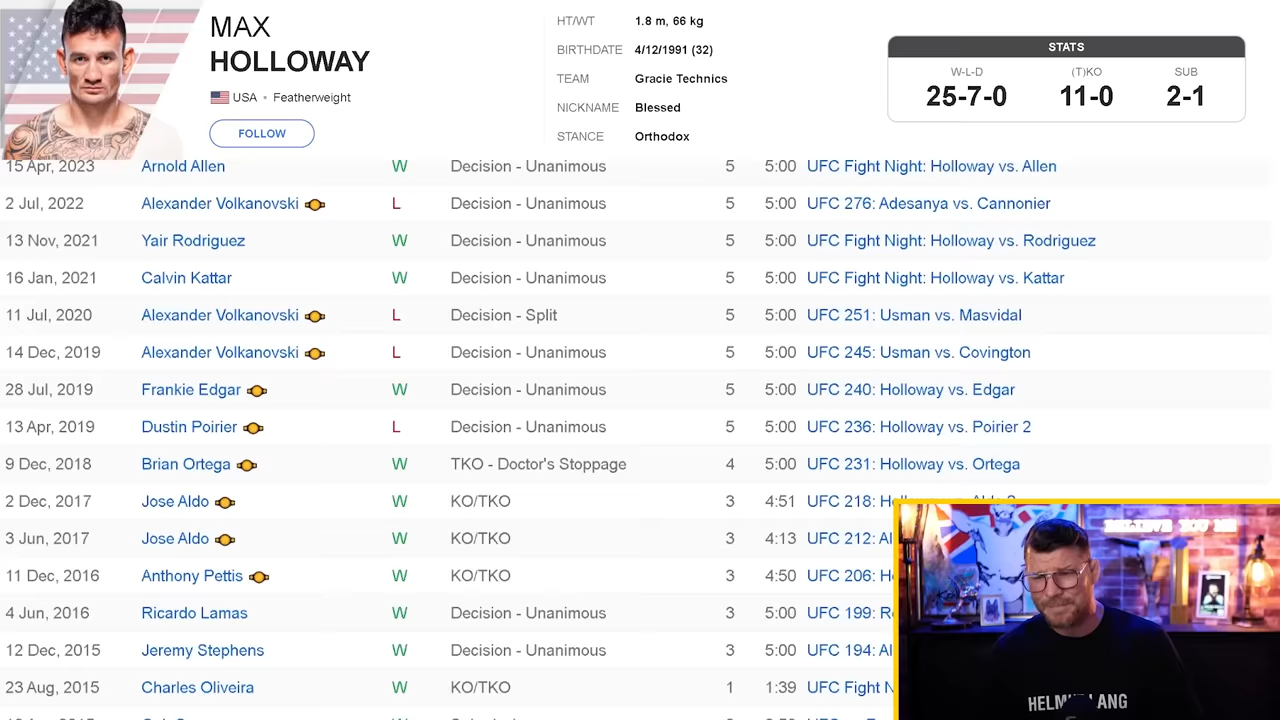 MAX
HOLLOWAY
USA • Featherweight
FOLLOW
HT/WT 1.8 m, 66 kg
BIRTHDATE 4/12/1991 (32)
TEAM Gracie Technics
NICKNAME Blessed
STANCE Orthodox
STATS
W-L-D (T)KO SUB
25-7-0 11-0 2-1
15 Apr, 2023 Arnold Allen W Decision - Unanimous 5 5:00 UFC Fight Night: Holloway vs. Allen
2 Jul, 2022 Alexander Volkanovski L Decision - Unanimous 5 5:00 UFC 276: Adesanya vs. Cannonier
13 Nov, 2021 Yair Rodriguez W Decision - Unanimous 5 5:00 UFC Fight Night: Holloway vs. Rodriguez
16 Jan, 2021 Calvin Kattar W Decision - Unanimous 5 5:00 UFC Fight Night: Holloway vs. Kattar
11 Jul, 2020 Alexander Volkanovski L Decision - Split 5 5:00 UFC 251: Usman vs. Masvidal
14 Dec, 2019 Alexander Volkanovski L Decision - Unanimous 5 5:00 UFC 245: Usman vs. Covington
28 Jul, 2019 Frankie Edgar W Decision - Unanimous 5 5:00 UFC 240: Holloway vs. Edgar
13 Apr, 2019 Dustin Poirier L Decision - Unanimous 5 5:00 UFC 236: Holloway vs. Poirier 2
9 Dec, 2018 Brian Ortega W TKO - Doctor's Stoppage 4 5:00 UFC 231: Holloway vs. Ortega
2 Dec, 2017 Jose Aldo W KO/TKO 3 4:51 UFC 218: Holloway vs. Aldo 2
3 Jun, 2017 Jose Aldo W KO/TKO 3 4:13 UFC 212: Al
11 Dec, 2016 Anthony Pettis W KO/TKO 3 4:50 UFC 206: H
4 Jun, 2016 Ricardo Lamas W Decision - Unanimous 3 5:00 UFC 199: R
12 Dec, 2015 Jeremy Stephens W Decision - Unanimous 3 5:00 UFC 194: Al
23 Aug, 2015 Charles Oliveira W KO/TKO 1 1:39 UFC Fight N
BELIEVE YOU ME